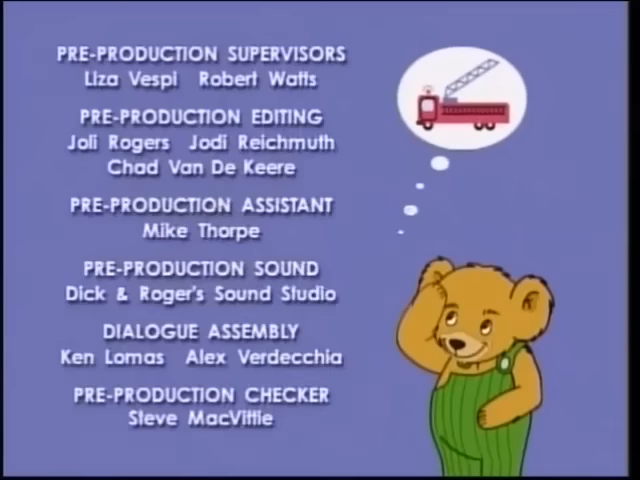 PRE-PRODUCTION SUPERVISORS
Liza Vespi Robert Watts
PRE-PRODUCTION EDITING
Joli Rogers Jodi Reichmuth
Chad Van De Keere
PRE-PRODUCTION ASSISTANT
Mike Thorpe
PRE-PRODUCTION SOUND
Dick & Roger's Sound Studio
DIALOGUE ASSEMBLY
Ken Lomas Alex Verdecchia
PRE-PRODUCTION CHECKER
Steve MacVittie